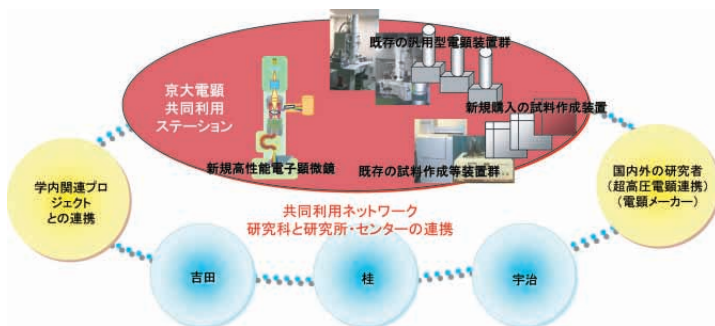 既存の汎用型電顕装置群
京大電顕
共同利用
ステーション
新規購入の試料作成装置
新規高性能電子顕微鏡
既存の試料作成等装置群
学内関連プロ
ジェクト
との連携
国内外の研究者
(超高圧電顕連携)
(電顕メーカー)
共同利用ネットワーク
研究科と研究所・センターの連携
吉田
桂
宇治